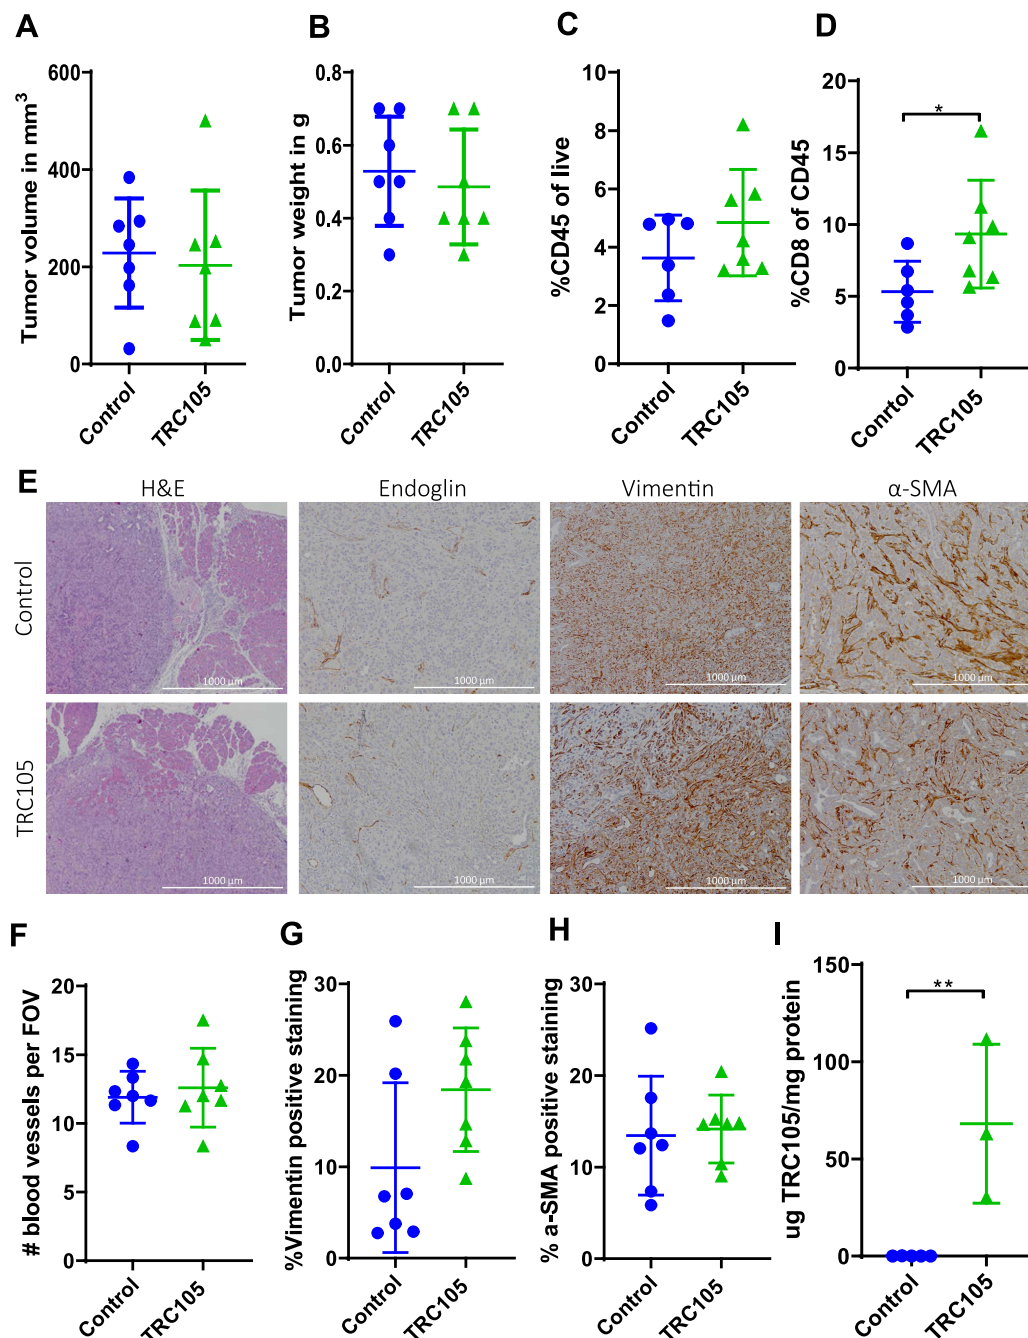 A
Tumor volume in mm³
600
400
200
0
Control
TRC105
B
Tumor weight in g
0.8
0.6
0.4
0.2
0.0
Control
TRC105
C
%CD45 of live
10
8
6
4
2
0
Control
TRC105
D
%CD8 of CD45
20
15
10
5
0
*
Conrtol
TRC105
E
H&E
Endoglin
Vimentin
α-SMA
Control
1000 µm
1000 µm
1000 µm
1000 µm
TRC105
1000 µm
1000 µm
1000 µm
1000 µm
F
# blood vessels per FOV
20
15
10
5
0
Control
TRC105
G
%Vimentin positive staining
30
20
10
0
Control
TRC105
H
% a-SMA positive staining
30
20
10
0
Control
TRC105
I
ug TRC105/mg protein
150
100
50
0
**
Control
TRC105